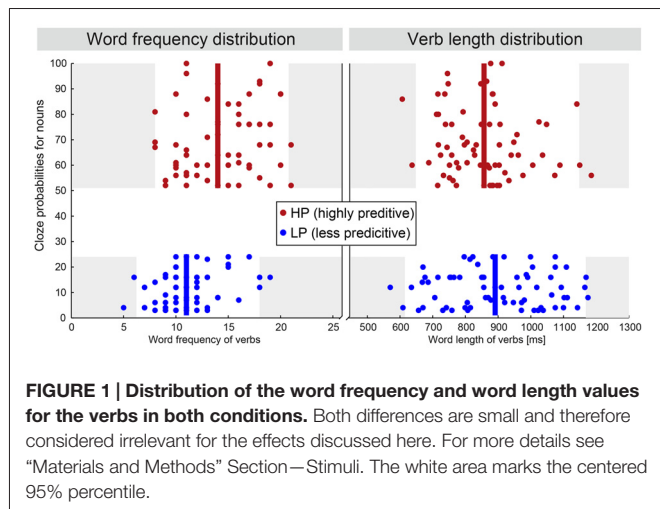 Word frequency distribution
Verb length distribution
Cloze probabilities for nouns
100
90
80
70
60
50
40
30
20
10
0
HP (highly preditive)
LP (less predicitive)
0 5 10 15 20 25
Word frequency of verbs
500 600 700 800 900 1000 1100 1200 1300
Word length of verbs [ms]
FIGURE 1 | Distribution of the word frequency and word length values
for the verbs in both conditions. Both differences are small and therefore
considered irrelevant for the effects discussed here. For more details see
“Materials and Methods” Section—Stimuli. The white area marks the centered
95% percentile.